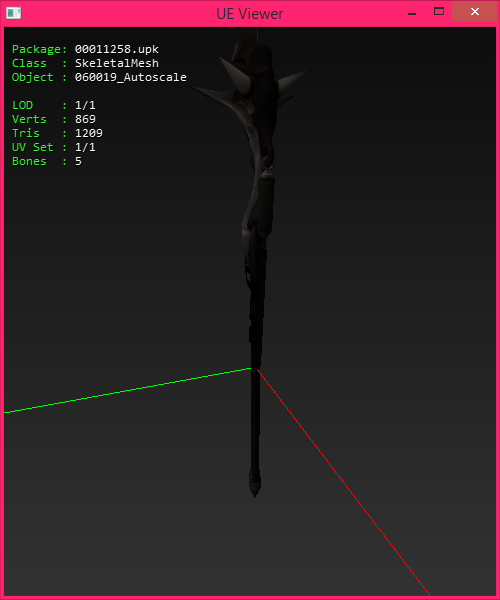 UE Viewer
Package: 00011258.upk
Class : SkeletalMesh
Object : 060019_Autoscale
LOD : 1/1
Verts : 869
Tris : 1209
UV Set : 1/1
Bones : 5